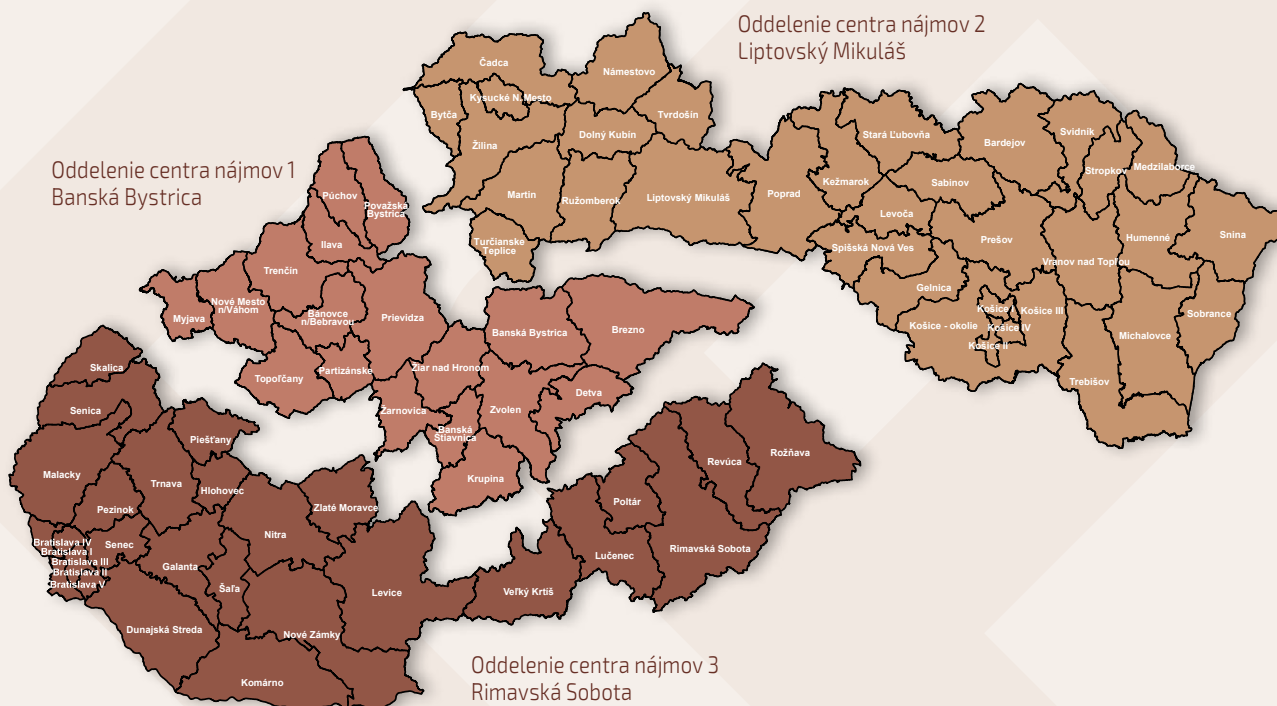 Oddelenie centra nájmov 2
Liptovský Mikuláš
Čadca
Námestovo
Kysucké N. Mesto
Bytča
Tvrdošín
Dolný Kubín
Žilina
Martin
Ružomberok
Liptovský Mikuláš
Turčianske
Teplice
Poprad
Kežmarok
Stará Ľubovňa
Bardejov
Svidník
Stropkov
Medzilaborce
Sabinov
Levoča
Spišská Nová Ves
Prešov
Humenné
Snina
Vranov nad Topľou
Gelnica
Košice I
Košice III
Košice - okolie
Košice IV
Košice II
Michalovce
Sobrance
Trebišov
Oddelenie centra nájmov 1
Banská Bystrica
Púchov
Považská
Bystrica
Ilava
Trenčín
Nové Mesto
n/Váhom
Myjava
Bánovce
n/Bebravou
Prievidza
Partizánske
Topoľčany
Banská Bystrica
Brezno
Žiar nad Hronom
Detva
Žarnovica
Zvolen
Banská
Štiavnica
Krupina
Skalica
Senica
Piešťany
Malacky
Trnava
Hlohovec
Pezinok
Zlaté Moravce
Nitra
Senec
Bratislava IV
Bratislava I
Bratislava III
Bratislava II
Bratislava V
Galanta
Šaľa
Levice
Dunajská Streda
Nové Zámky
Komárno
Veľký Krtíš
Lučenec
Poltár
Rimavská Sobota
Revúca
Rožňava
Oddelenie centra nájmov 3
Rimavská Sobota